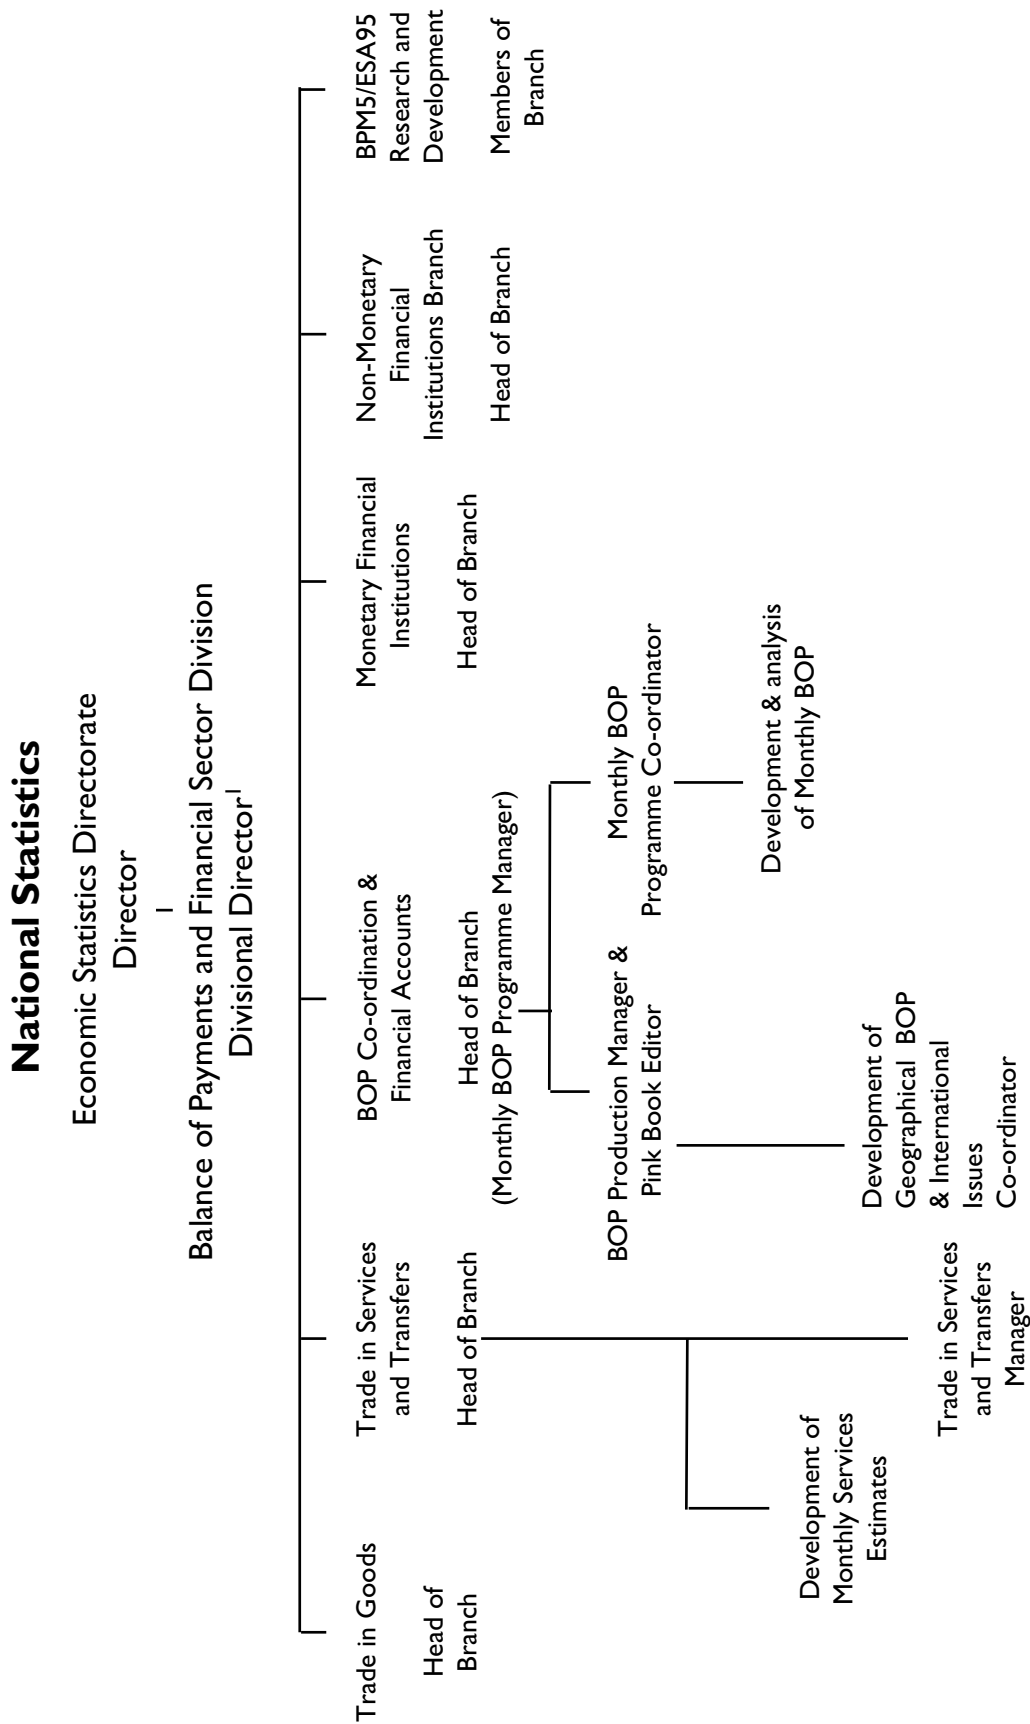 National Statistics
Economic Statistics Directorate
Director
Balance of Payments and Financial Sector Division
Divisional Director
Trade in Goods
Head of
Branch
Trade in Services
and Transfers
Head of Branch
Development of
Monthly Services
Estimates
Trade in Services
and Transfers
Manager
BOP Co-ordination &
Financial Accounts
Head of Branch
(Monthly BOP Programme Manager)
BOP Production Manager &
Pink Book Editor
Development of
Geographical BOP
& International
Issues
Co-ordinator
Monthly BOP
Programme Co-ordinator
Development & analysis
of Monthly BOP
Monetary Financial
Institutions
Head of Branch
Non-Monetary
Financial
Institutions Branch
Head of Branch
BPM5/ESA95
Research and
Development
Members of
Branch